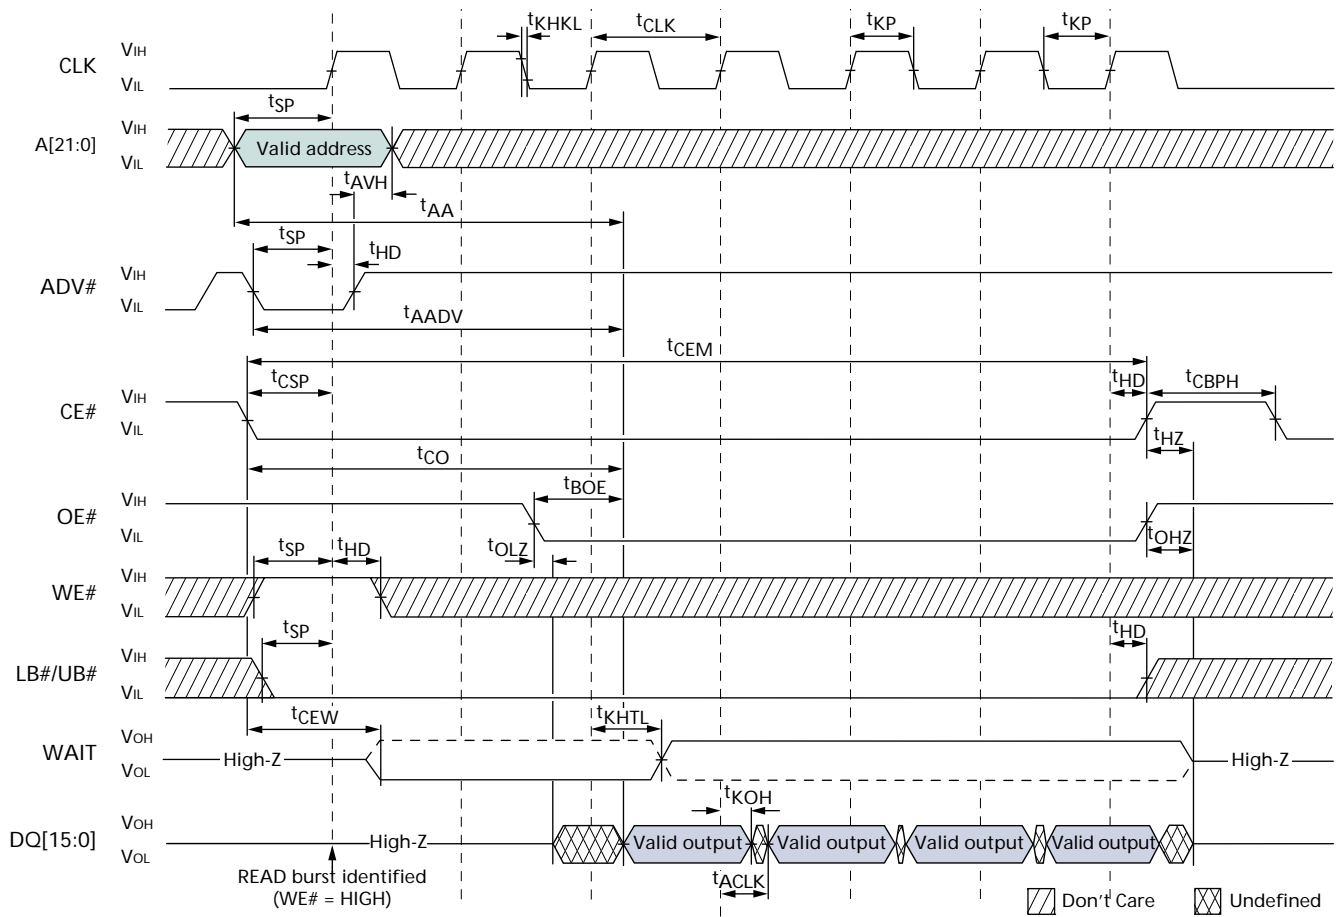 tKHKL tCLK tKP tKP
CLK VIH
VIL
tSP
A[21:0] VIH
VIL
Valid address
tAVH
tAA
tSP tHD
ADV# VIH
VIL
tAADV
tCEM
tCSP tHD tCBPH
CE# VIH
VIL
tHZ
tCO
tBOE
OE# VIH
VIL
tOLZ tOHZ
tSP tHD
WE# VIH
VIL
tSP tHD
LB#/UB# VIH
VIL
tCEW tKHTL
WAIT VOH
VOL
High-Z High-Z
tKOH
DQ[15:0] VOH
VOL
High-Z Valid output Valid output Valid output Valid output
tACLK
READ burst identified
(WE# = HIGH)
Don't Care Undefined